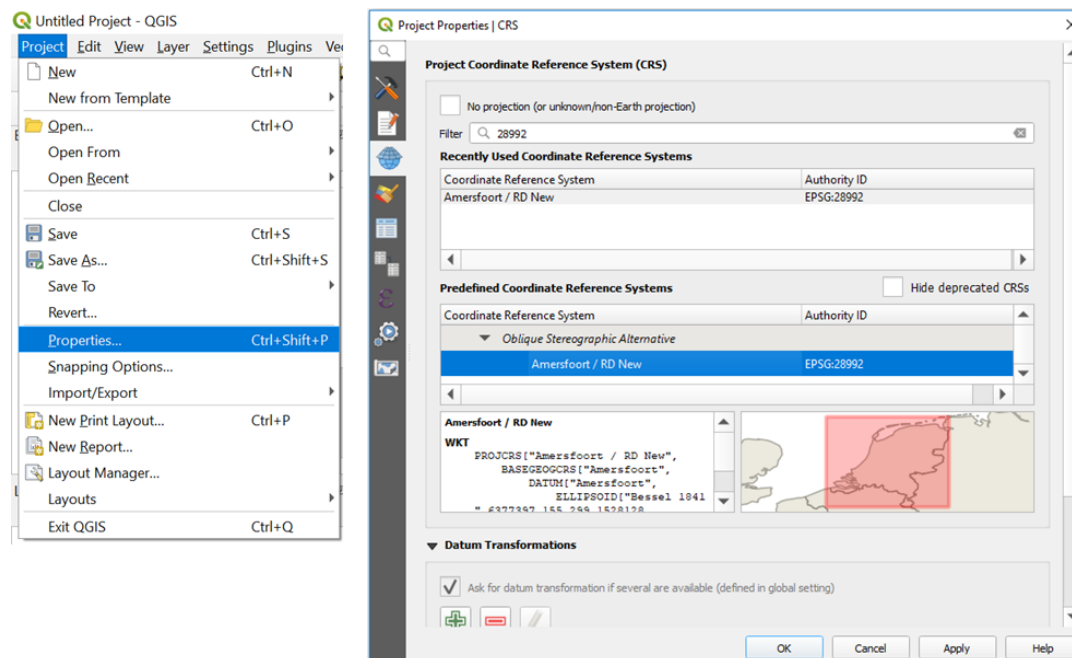 Untitled Project - QGIS
Project Edit View Layer Settings Plugins
New Ctrl+N
New from Template
Open... Ctrl+O
Open From
Open Recent
Close
Save Ctrl+S
Save As... Ctrl+Shift+S
Save To
Revert...
Properties... Ctrl+Shift+P
Snapping Options...
Import/Export
New Print Layout... Ctrl+P
New Report...
Layout Manager...
Layouts
Exit QGIS Ctrl+Q
Project Properties | CRS
Project Coordinate Reference System (CRS)
No projection (or unknown/non-Earth projection)
Filter 28992
Recently Used Coordinate Reference Systems
Coordinate Reference System Authority ID
Amersfoort / RD New EPSG:28992
Predefined Coordinate Reference Systems Hide deprecated CRSs
Coordinate Reference System Authority ID
Oblique Stereographic Alternative
Amersfoort / RD New EPSG:28992
Amersfoort / RD New
WKT
PROJCRS["Amersfoort / RD New",
BASEGEOGCRS["Amersfoort",
DATUM["Amersfoort",
ELLIPSOID["Bessel 1841
",6377397.155,299.1528128,
Datum Transformations
Ask for datum transformation if several are available (defined in global setting)
OK Cancel Apply Help